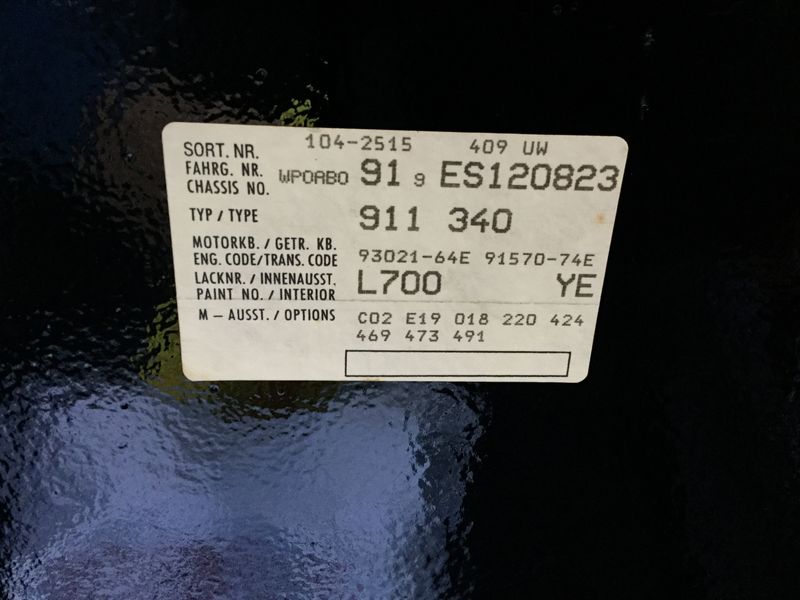 SORT. NR. 104-2515 409 UW
FAHRG. NR.
CHASSIS NO. WPOAB0 91 9 ES120823
TYP / TYPE 911 340
MOTORKB. / GETR. KB.
ENG. CODE/TRANS. CODE 93021-64E 91570-74E
LACKNR. / INNENAUSST.
PAINT NO. / INTERIOR L700 YE
M – AUSST. / OPTIONS C02 E19 018 220 424
469 473 491